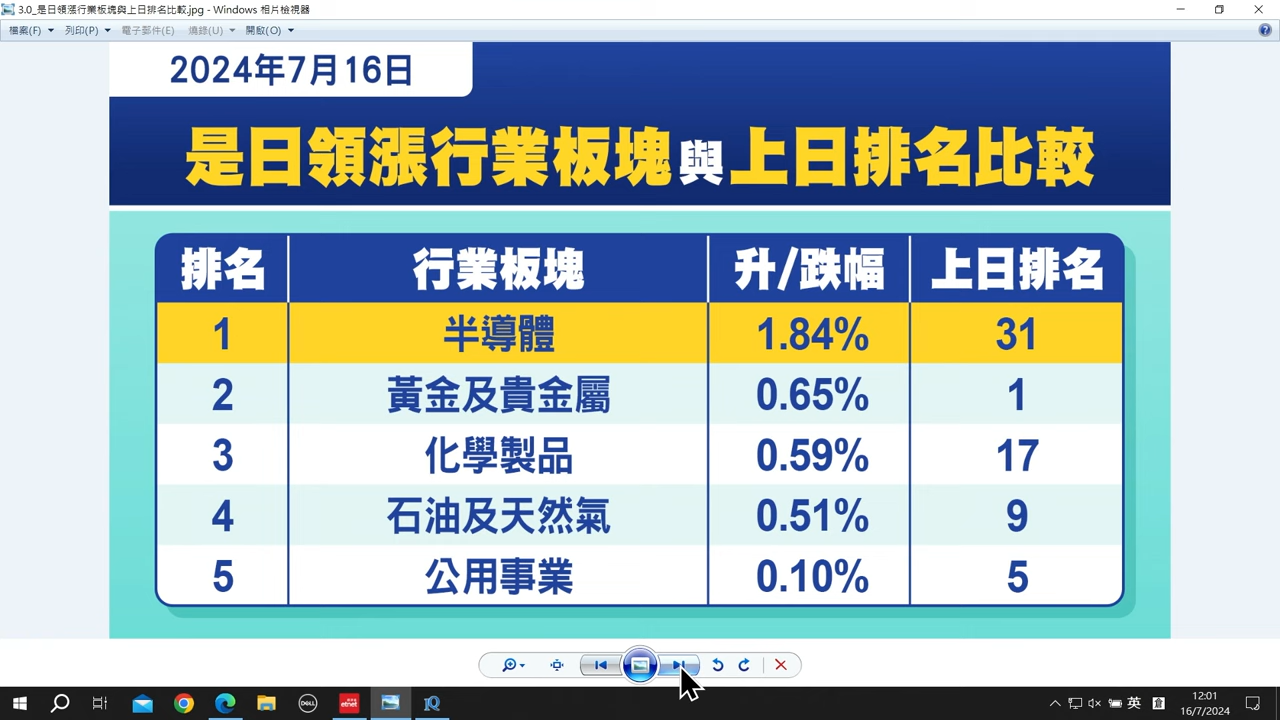 3.0_是日領漲行業板塊與上日排名比較.jpg - Windows 相片檢視器
檔案(F) 列印(P) 電子郵件(E) 燒錄(U) 開啟(O)
2024年7月16日
是日領漲行業板塊與上日排名比較
排名 行業板塊 升/跌幅 上日排名
1 半導體 1.84% 31
2 黃金及貴金屬 0.65% 1
3 化學製品 0.59% 17
4 石油及天然氣 0.51% 9
5 公用事業 0.10% 5
DELL etnet IQ 英 倉 12:01
16/7/2024